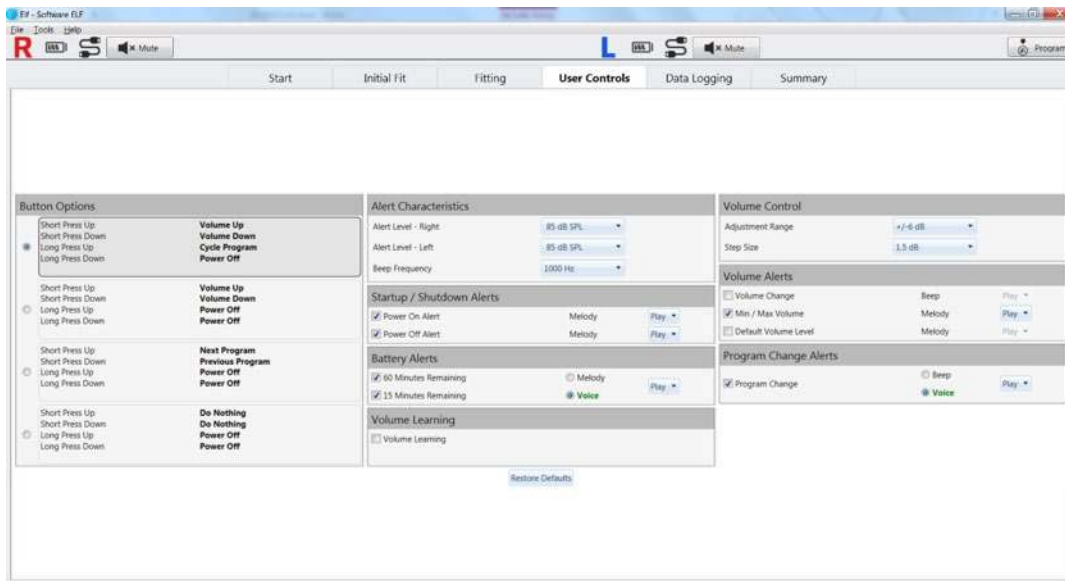 Elf - Software ELF
File Tools Help
R Mute L Mute Program
Start Initial Fit Fitting User Controls Data Logging Summary
Button Options
Short Press Up Volume Up
Short Press Down Volume Down
Long Press Up Cycle Program
Long Press Down Power Off
Short Press Up Volume Up
Short Press Down Volume Down
Long Press Up Power Off
Long Press Down Power Off
Short Press Up Next Program
Short Press Down Previous Program
Long Press Up Power Off
Long Press Down Power Off
Short Press Up Do Nothing
Short Press Down Do Nothing
Long Press Up Power Off
Long Press Down Power Off
Alert Characteristics
Alert Level - Right 85 dB SPL
Alert Level - Left 85 dB SPL
Beep Frequency 1000 Hz
Startup / Shutdown Alerts
Power On Alert Melody Play
Power Off Alert Melody Play
Battery Alerts
60 Minutes Remaining Melody
15 Minutes Remaining Voice Play
Volume Learning
Volume Learning
Volume Control
Adjustment Range +/-6 dB
Step Size 1.5 dB
Volume Alerts
Volume Change Beep Play
Min / Max Volume Melody Play
Default Volume Level Melody Play
Program Change Alerts
Beep
Program Change Play
Voice
Restore Defaults